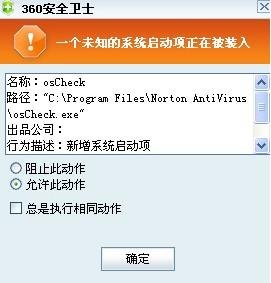 360安全卫士
一个未知的系统启动项正在被装入
名称：osCheck
路径："C:\Program Files\Norton AntiVirus
\osCheck.exe"
出品公司：
行为描述：新增系统启动项
阻止此动作
允许此动作
总是执行相同动作
确定